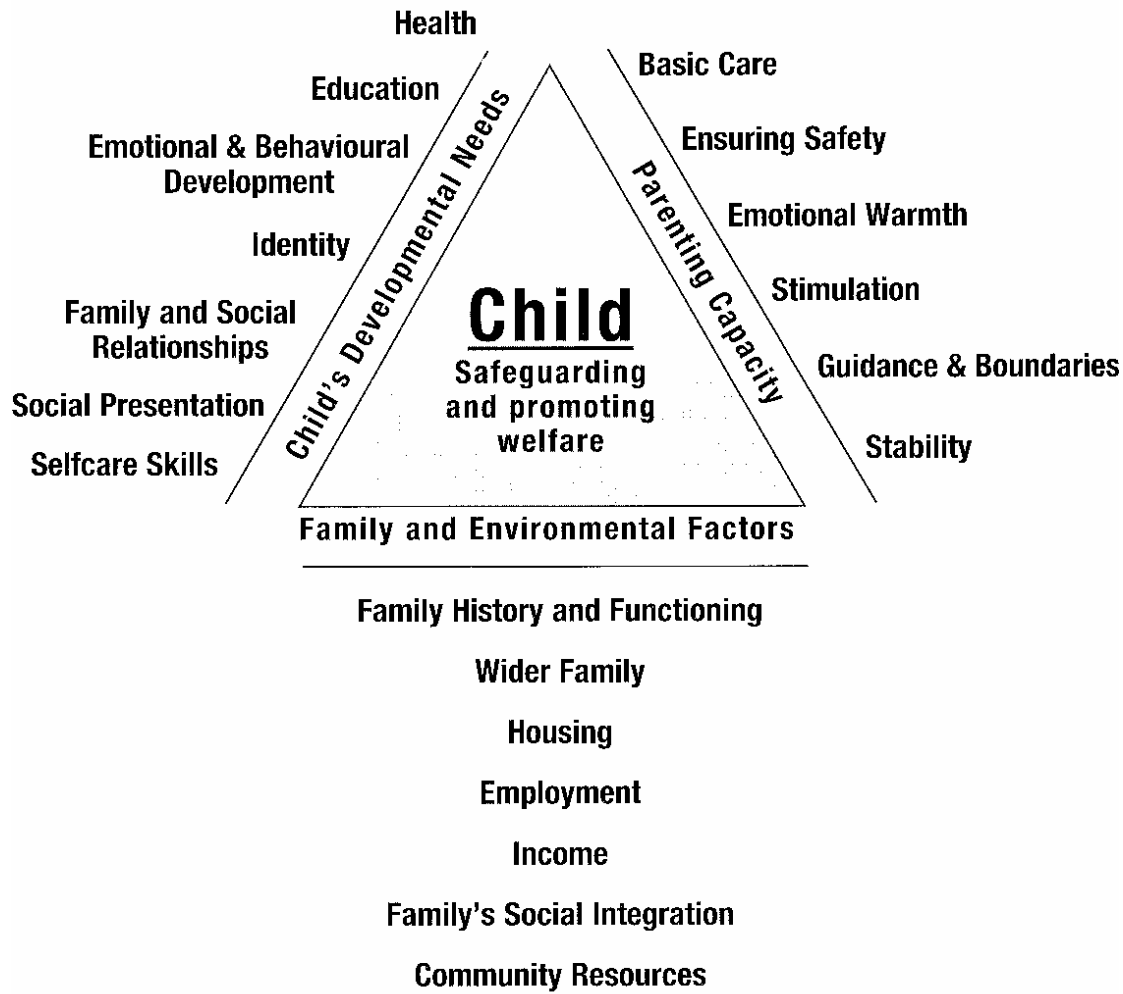 Health
Education
Emotional & Behavioural
Development
Identity
Family and Social
Relationships
Social Presentation
Selfcare Skills
Child's Developmental Needs
Basic Care
Ensuring Safety
Emotional Warmth
Stimulation
Guidance & Boundaries
Stability
Parenting Capacity
Child
Safeguarding
and promoting
welfare
Family and Environmental Factors
Family History and Functioning
Wider Family
Housing
Employment
Income
Family's Social Integration
Community Resources